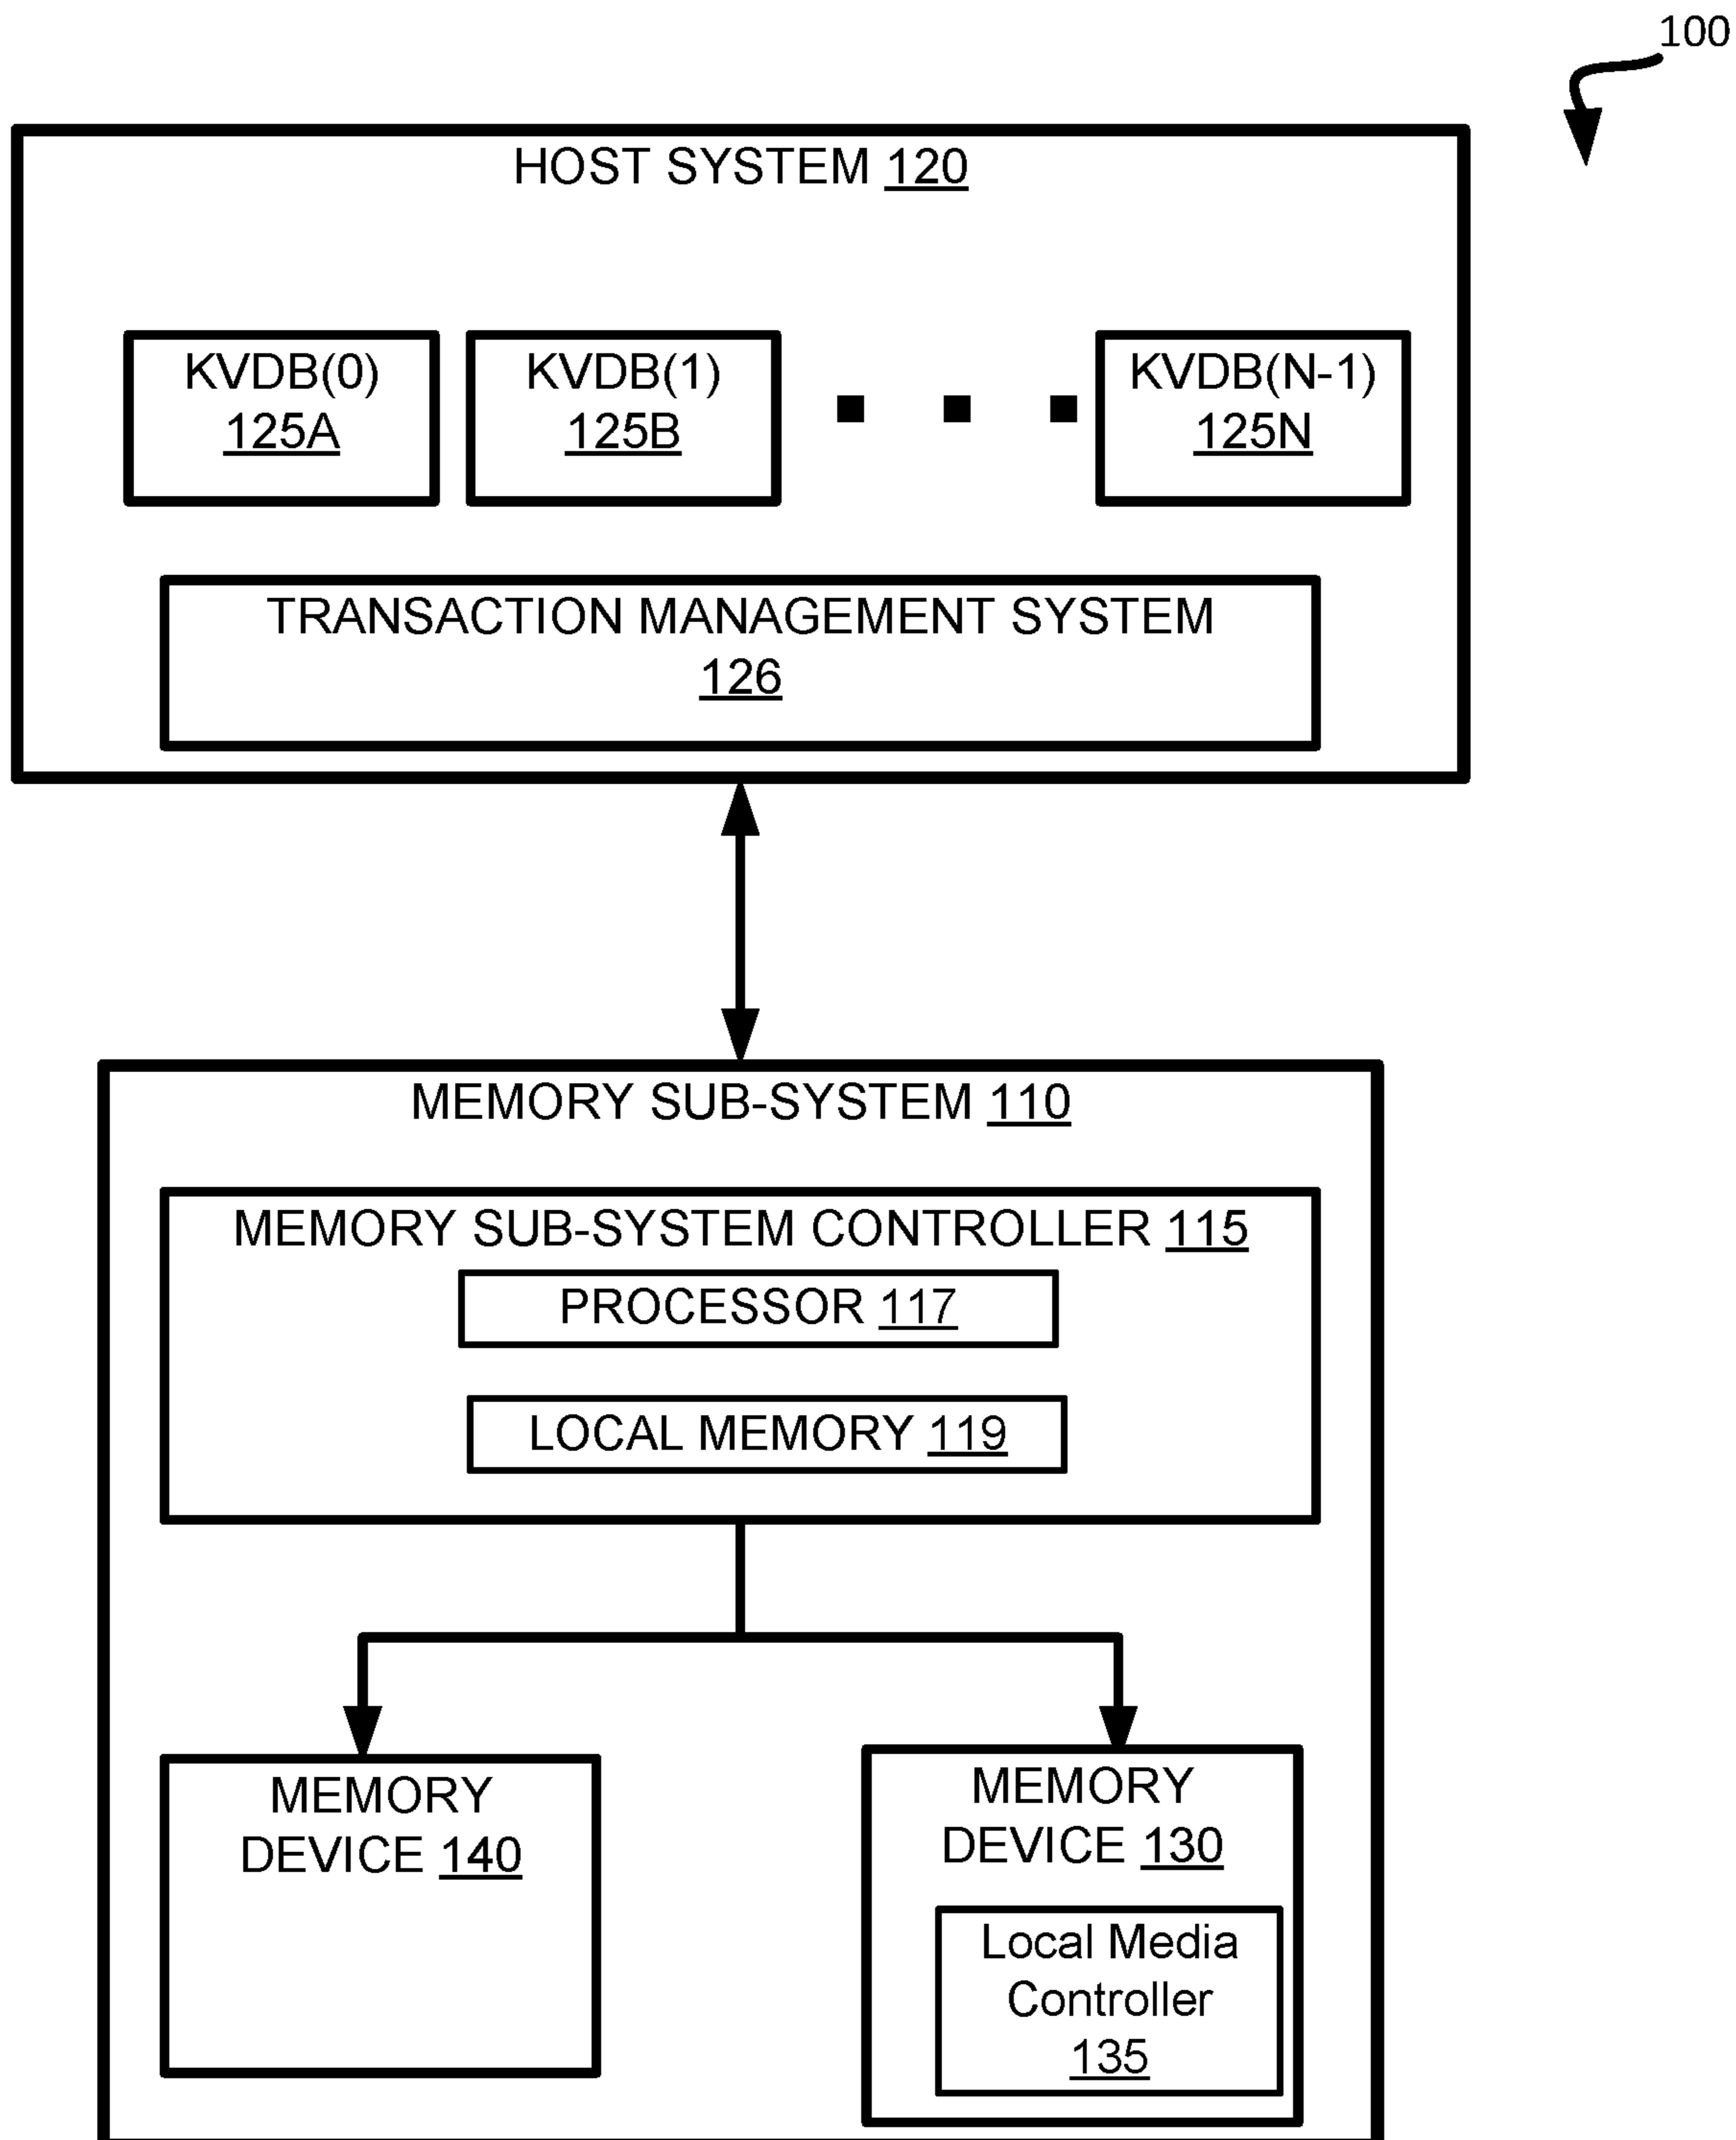 100
HOST SYSTEM 120
KVDB(0)
125A
KVDB(1)
125B
KVDB(N-1)
125N
TRANSACTION MANAGEMENT SYSTEM
126
MEMORY SUB-SYSTEM 110
MEMORY SUB-SYSTEM CONTROLLER 115
PROCESSOR 117
LOCAL MEMORY 119
MEMORY
DEVICE 140
MEMORY
DEVICE 130
Local Media
Controller
135